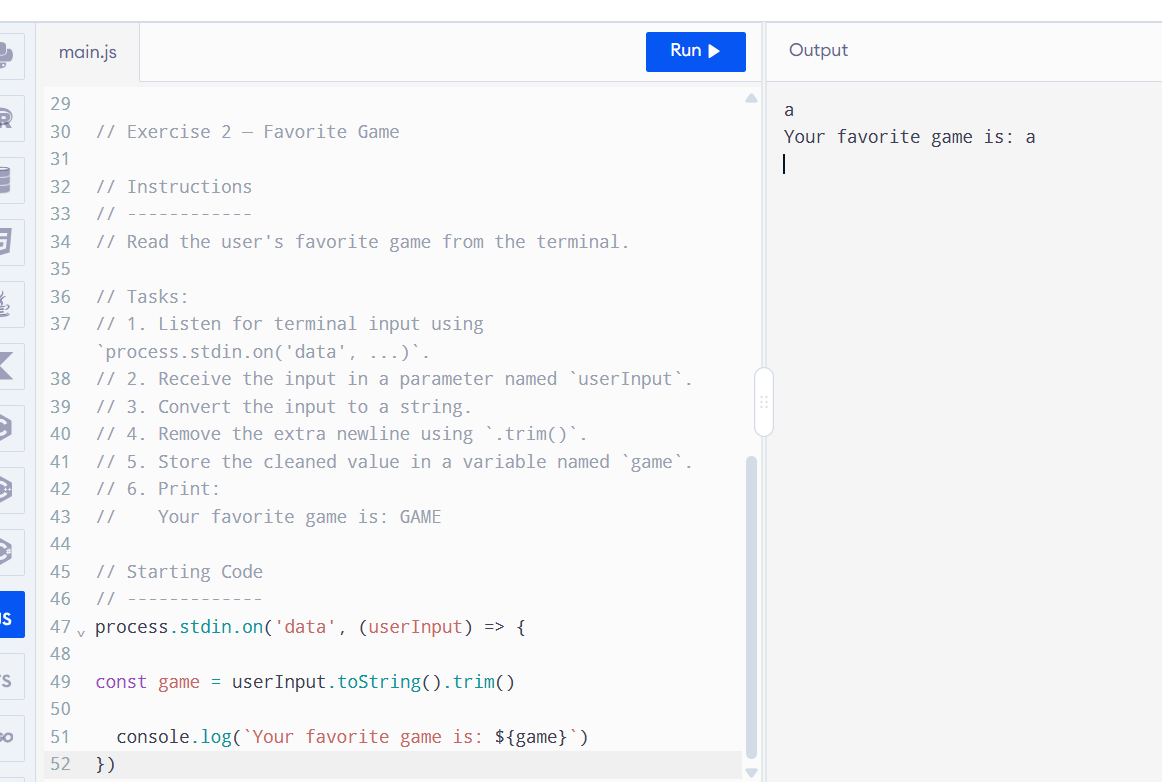 main.js
Run
Output
29
30 // Exercise 2 — Favorite Game
31
32 // Instructions
33 // ------------
34 // Read the user's favorite game from the terminal.
35
36 // Tasks:
37 // 1. Listen for terminal input using
`process.stdin.on('data', ...)`.
38 // 2. Receive the input in a parameter named `userInput`.
39 // 3. Convert the input to a string.
40 // 4. Remove the extra newline using `.trim()`.
41 // 5. Store the cleaned value in a variable named `game`.
42 // 6. Print:
43 //    Your favorite game is: GAME
44
45 // Starting Code
46 // -------------
47 process.stdin.on('data', (userInput) => {
48
49 const game = userInput.toString().trim()
50
51   console.log(`Your favorite game is: ${game}`)
52 })
a
Your favorite game is: a